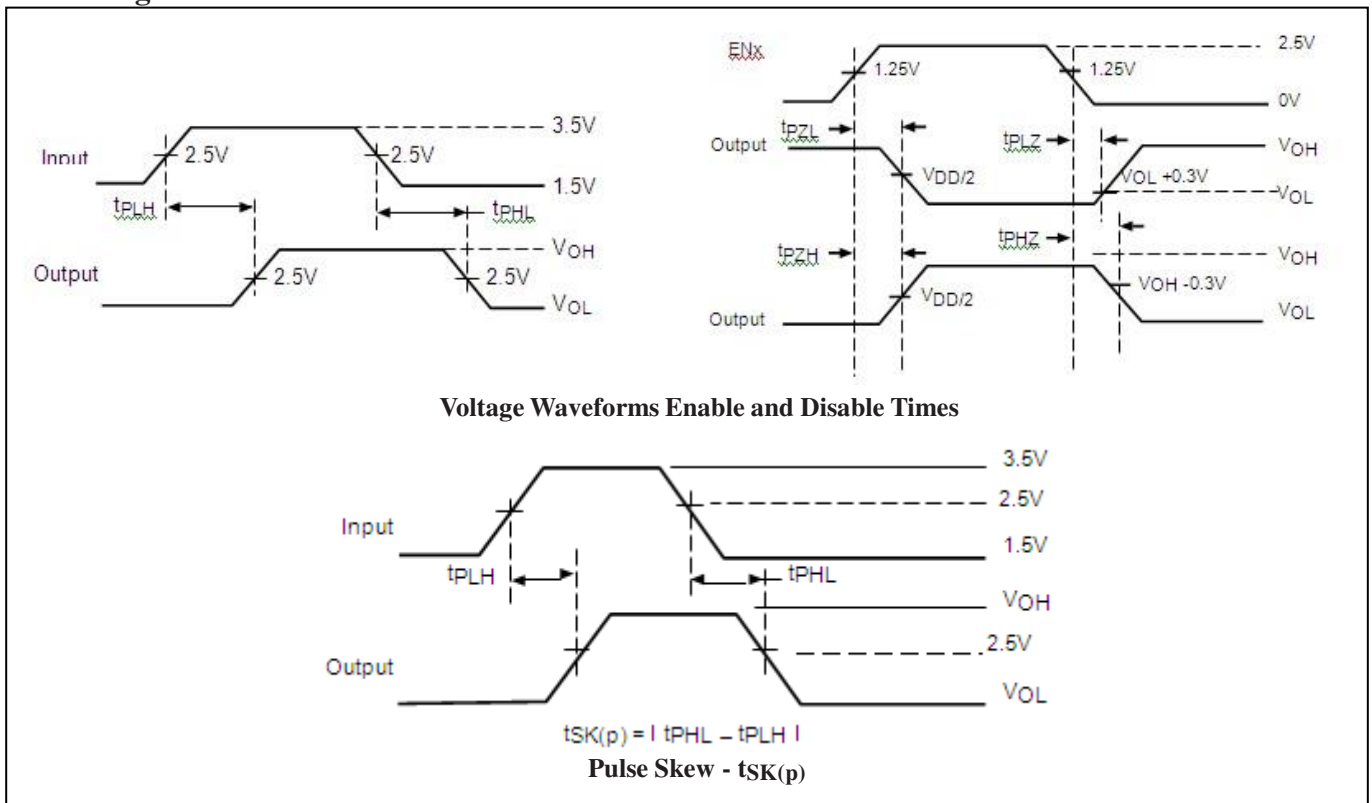 Input
2.5V
2.5V
3.5V
1.5V
tPLH
tPHL
Output
2.5V
2.5V
VOH
VOL
ENx
1.25V
1.25V
2.5V
0V
tPZL
Output
VDD/2
tPLZ
VOL +0.3V
VOH
VOL
tPZH
tPHZ
VOH
Output
VDD/2
VOH -0.3V
VOL
Voltage Waveforms Enable and Disable Times
Input
3.5V
2.5V
1.5V
tPLH
tPHL
VOH
Output
2.5V
VOL
tSK(p) = I tPHL – tPLH I
Pulse Skew - tSK(p)